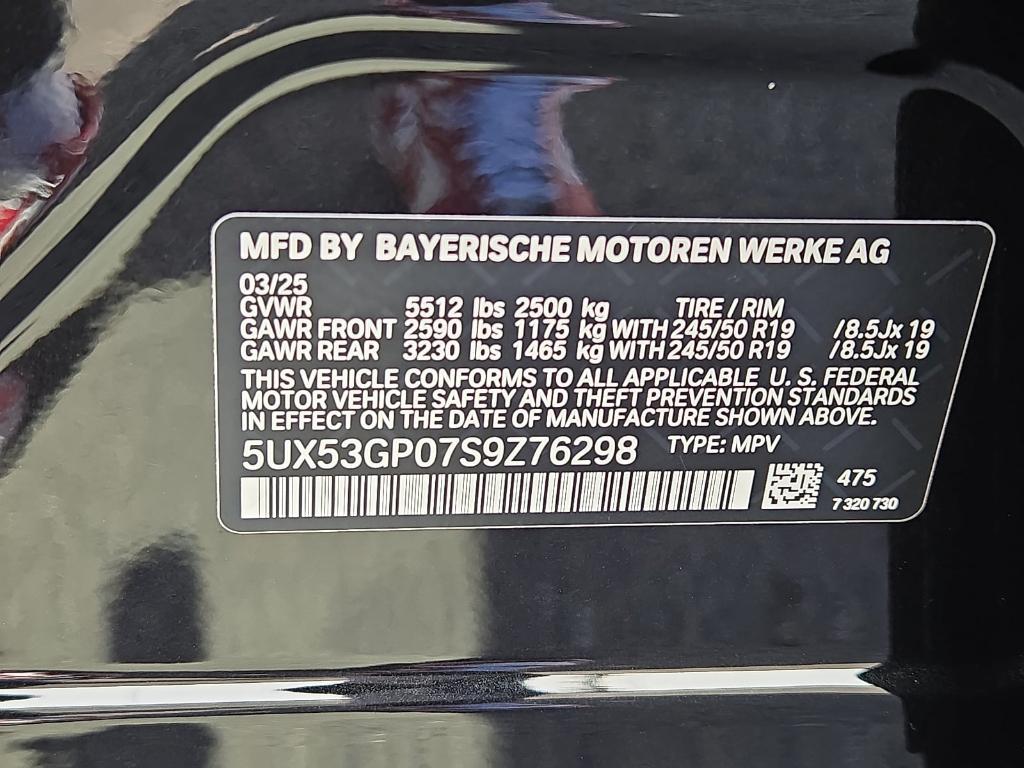 MFD BY BAYERISCHE MOTOREN WERKE AG
03/25
GVWR 5512 lbs 2500 kg TIRE / RIM
GAWR FRONT 2590 lbs 1175 kg WITH 245/50 R19 /8.5Jx 19
GAWR REAR 3230 lbs 1465 kg WITH 245/50 R19 /8.5Jx 19
THIS VEHICLE CONFORMS TO ALL APPLICABLE U. S. FEDERAL
MOTOR VEHICLE SAFETY AND THEFT PREVENTION STANDARDS
IN EFFECT ON THE DATE OF MANUFACTURE SHOWN ABOVE.
5UX53GP07S9Z76298 TYPE: MPV
475
7 320 730